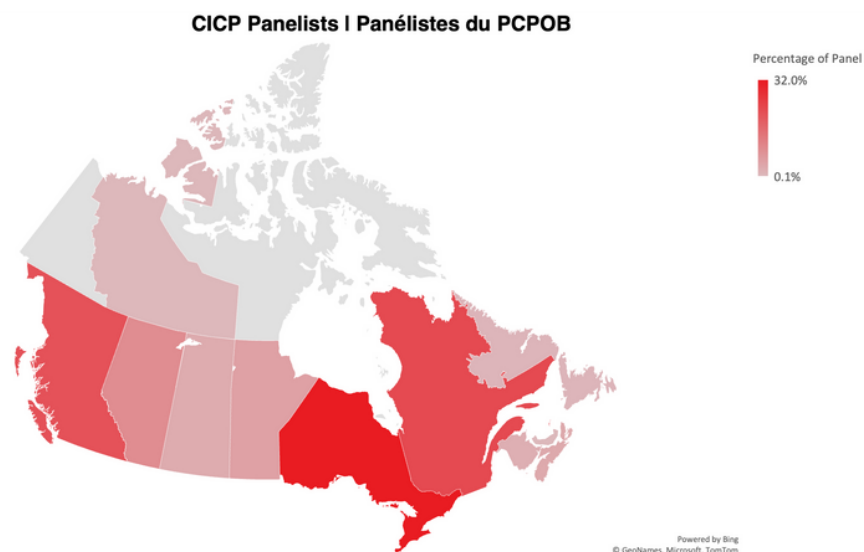 CICP Panelists | Panélistes du PCPOB
Percentage of Panel
32.0%
0.1%
Powered by Bing
© GeoNames, Microsoft, TomTom